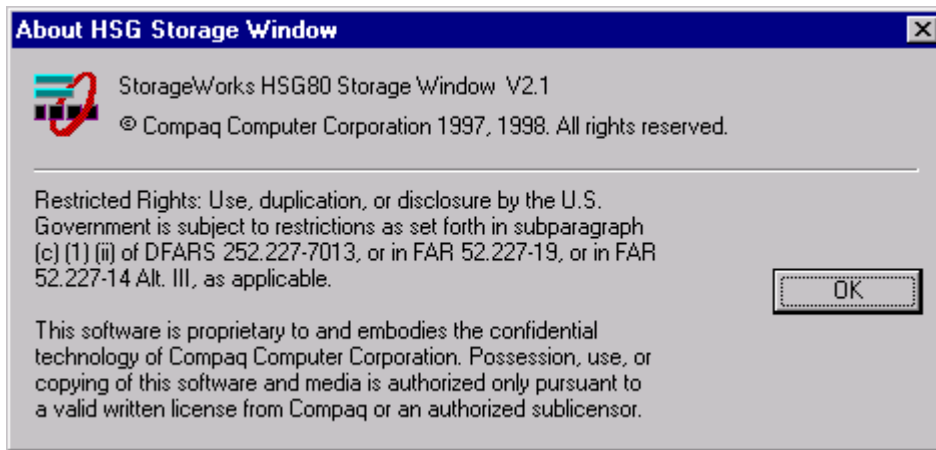 About HSG Storage Window
StorageWorks HSG80 Storage Window V2.1
© Compaq Computer Corporation 1997, 1998. All rights reserved.
Restricted Rights: Use, duplication, or disclosure by the U.S.
Government is subject to restrictions as set forth in subparagraph
(c) (1) (ii) of DFARS 252.227-7013, or in FAR 52.227-19, or in FAR
52.227-14 Alt. III, as applicable.
OK
This software is proprietary to and embodies the confidential
technology of Compaq Computer Corporation. Possession, use, or
copying of this software and media is authorized only pursuant to
a valid written license from Compaq or an authorized sublicensor.